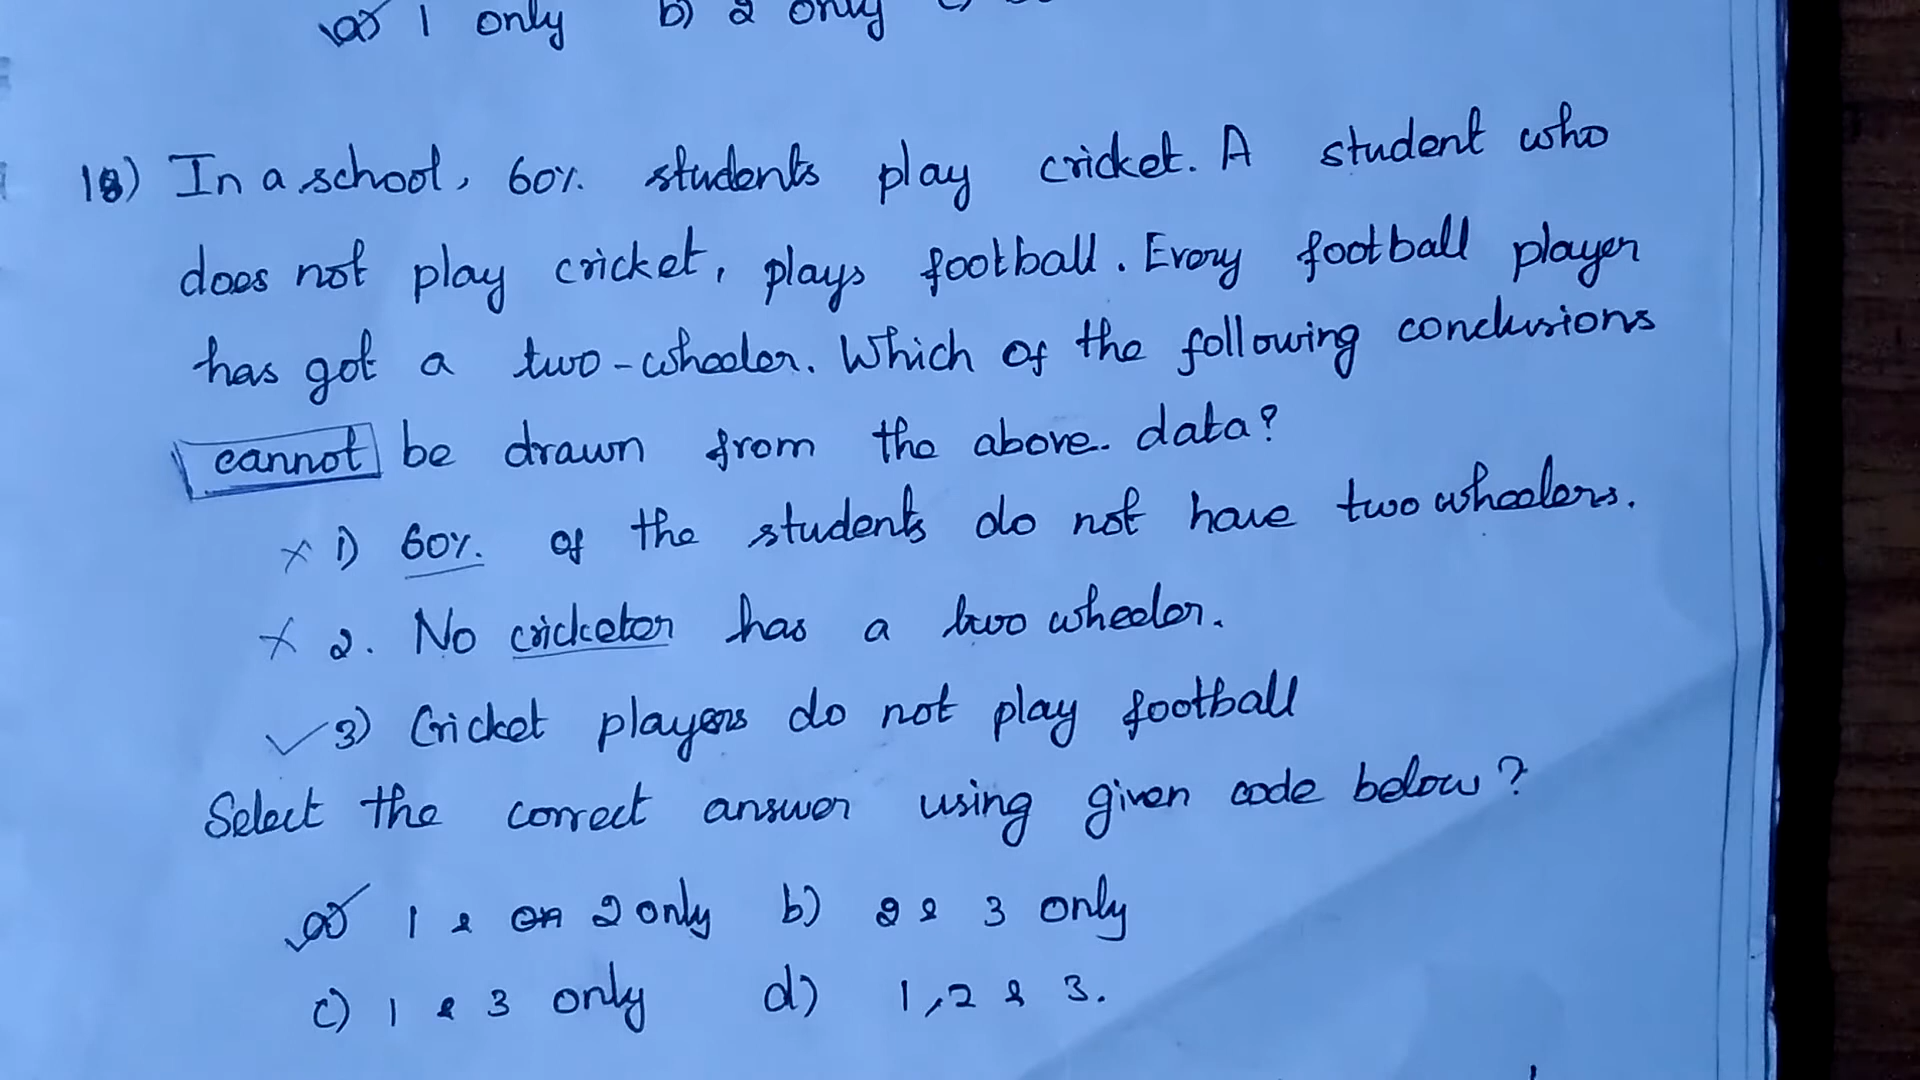 a) 1 only b) 2 only c)
18) In a school, 60%. students play cricket. A student who
does not play cricket, plays football. Every football player
has got a two-wheeler. Which of the following conclusions
cannot be drawn from the above. data?
x 1) 60%. of the students do not have two wheelers.
x 2. No cricketer has a two wheeler.
✓ 3) Cricket players do not play football
Select the correct answer using given code below?
a) 1 & 2 only b) 2 & 3 only
c) 1 & 3 only d) 1,2 & 3.